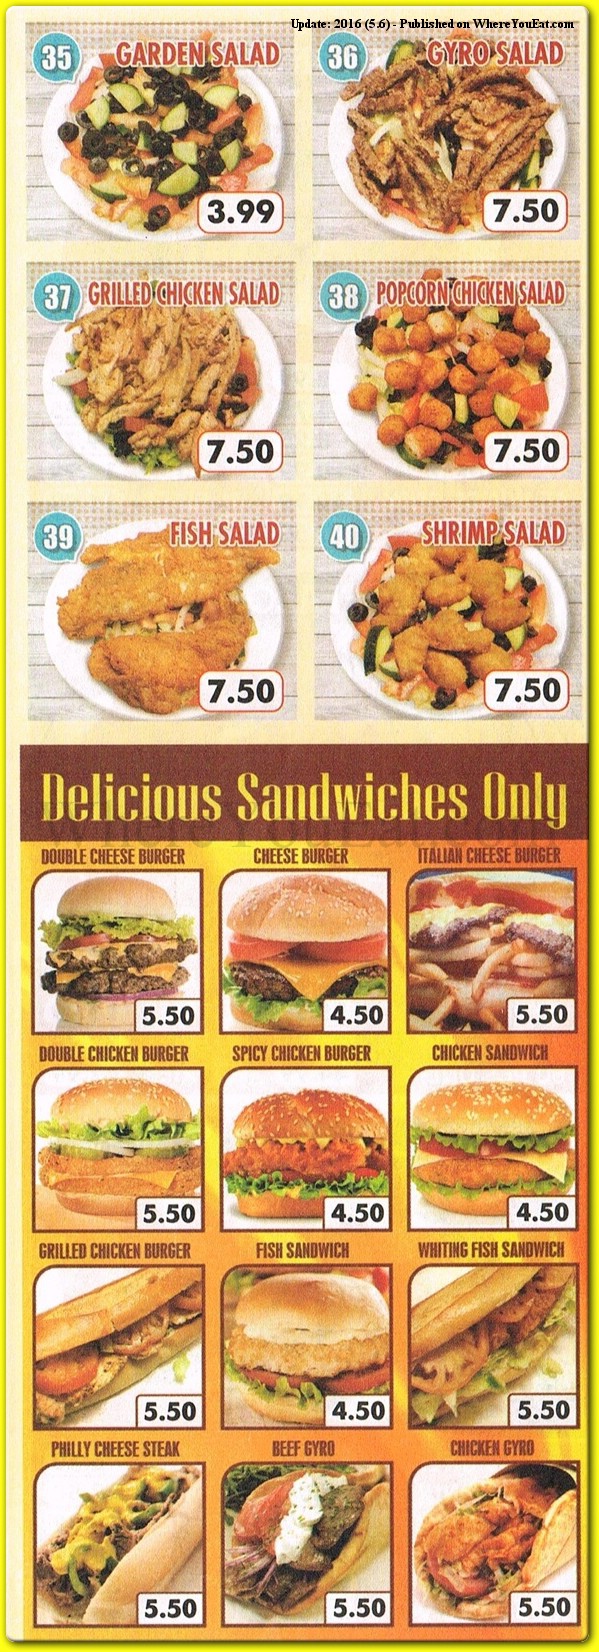 Update: 2016 (5.6) - Published on WhereYouEat.com
35 GARDEN SALAD
3.99
36 GYRO SALAD
7.50
37 GRILLED CHICKEN SALAD
7.50
38 POPCORN CHICKEN SALAD
7.50
39 FISH SALAD
7.50
40 SHRIMP SALAD
7.50
Delicious Sandwiches Only
DOUBLE CHEESE BURGER
5.50
CHEESE BURGER
4.50
ITALIAN CHEESE BURGER
5.50
DOUBLE CHICKEN BURGER
5.50
SPICY CHICKEN BURGER
4.50
CHICKEN SANDWICH
4.50
GRILLED CHICKEN BURGER
5.50
FISH SANDWICH
4.50
WHITING FISH SANDWICH
5.50
PHILLY CHEESE STEAK
5.50
BEEF GYRO
5.50
CHICKEN GYRO
5.50